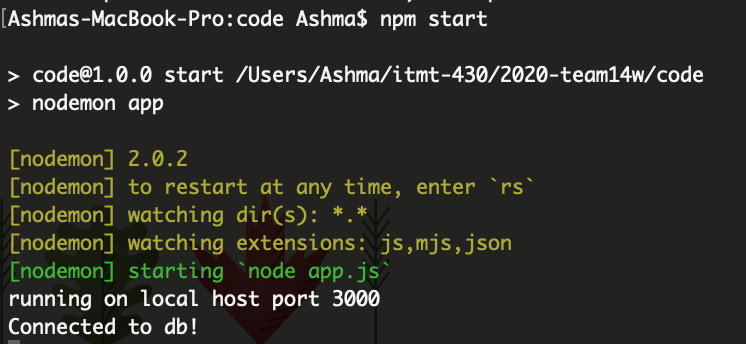 [Ashmas-MacBook-Pro:code Ashma$ npm start
> code@1.0.0 start /Users/Ashma/itmt-430/2020-team14w/code
> nodemon app
[nodemon] 2.0.2
[nodemon] to restart at any time, enter `rs`
[nodemon] watching dir(s): *.*
[nodemon] watching extensions: js,mjs,json
[nodemon] starting `node app.js`
running on local host port 3000
Connected to db!